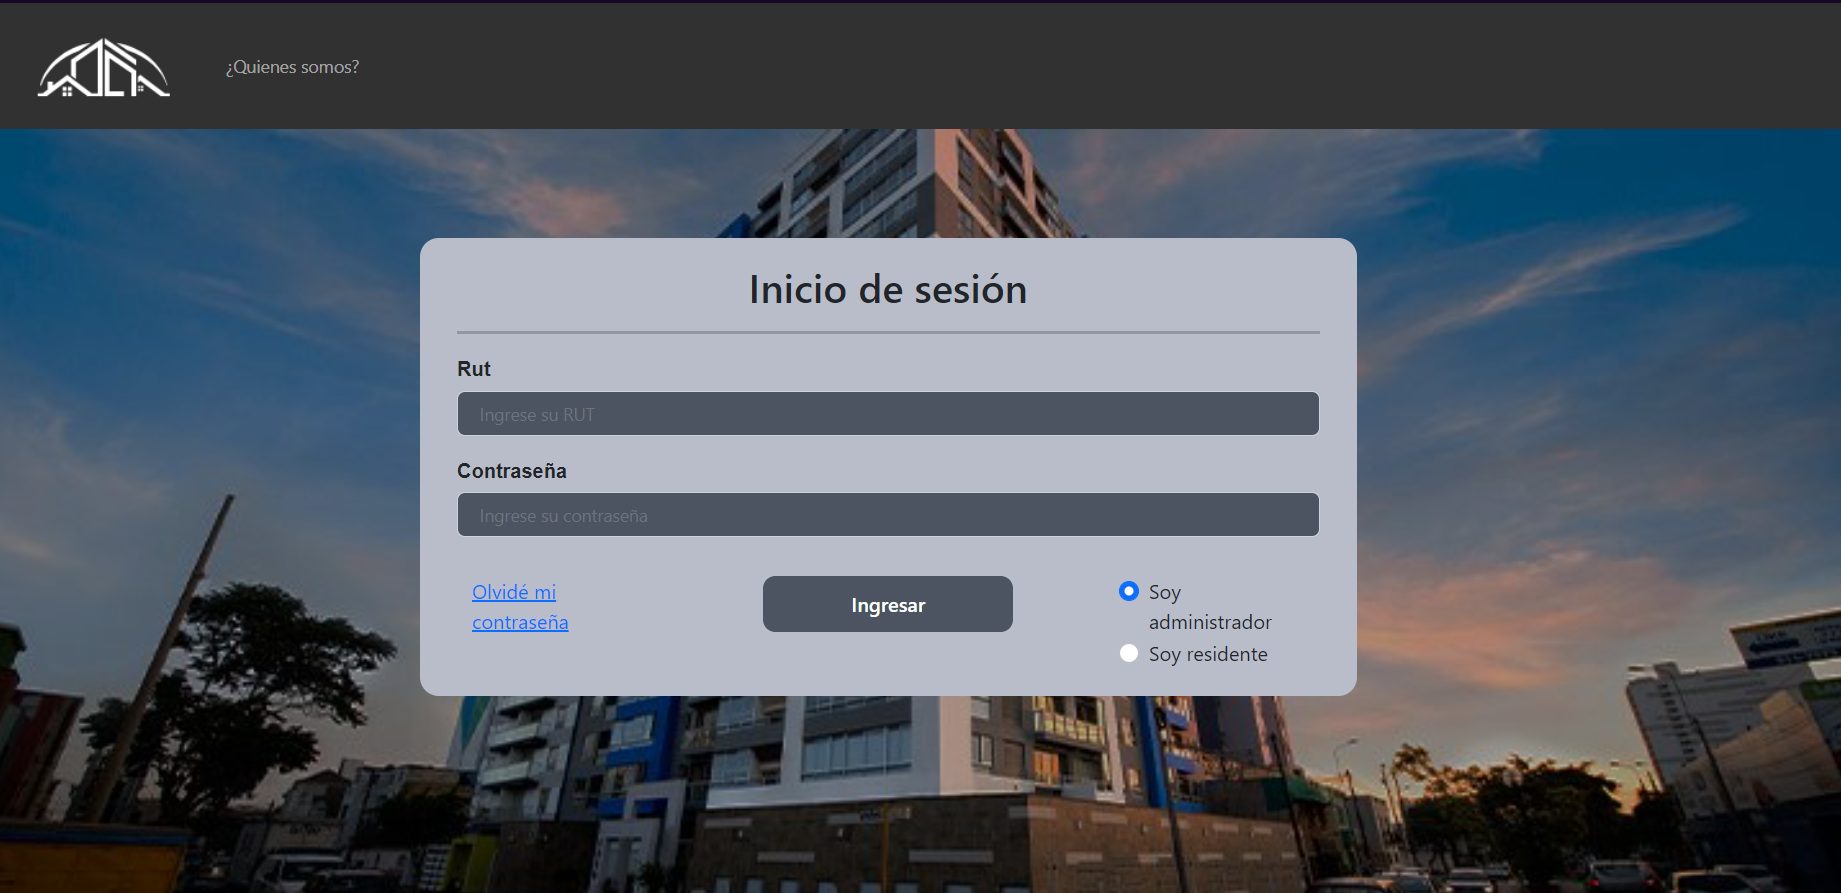 ¿Quienes somos?
Inicio de sesión
Rut
Ingrese su RUT
Contraseña
Ingrese su contraseña
Olvidé mi
contraseña
Ingresar
Soy
administrador
Soy residente